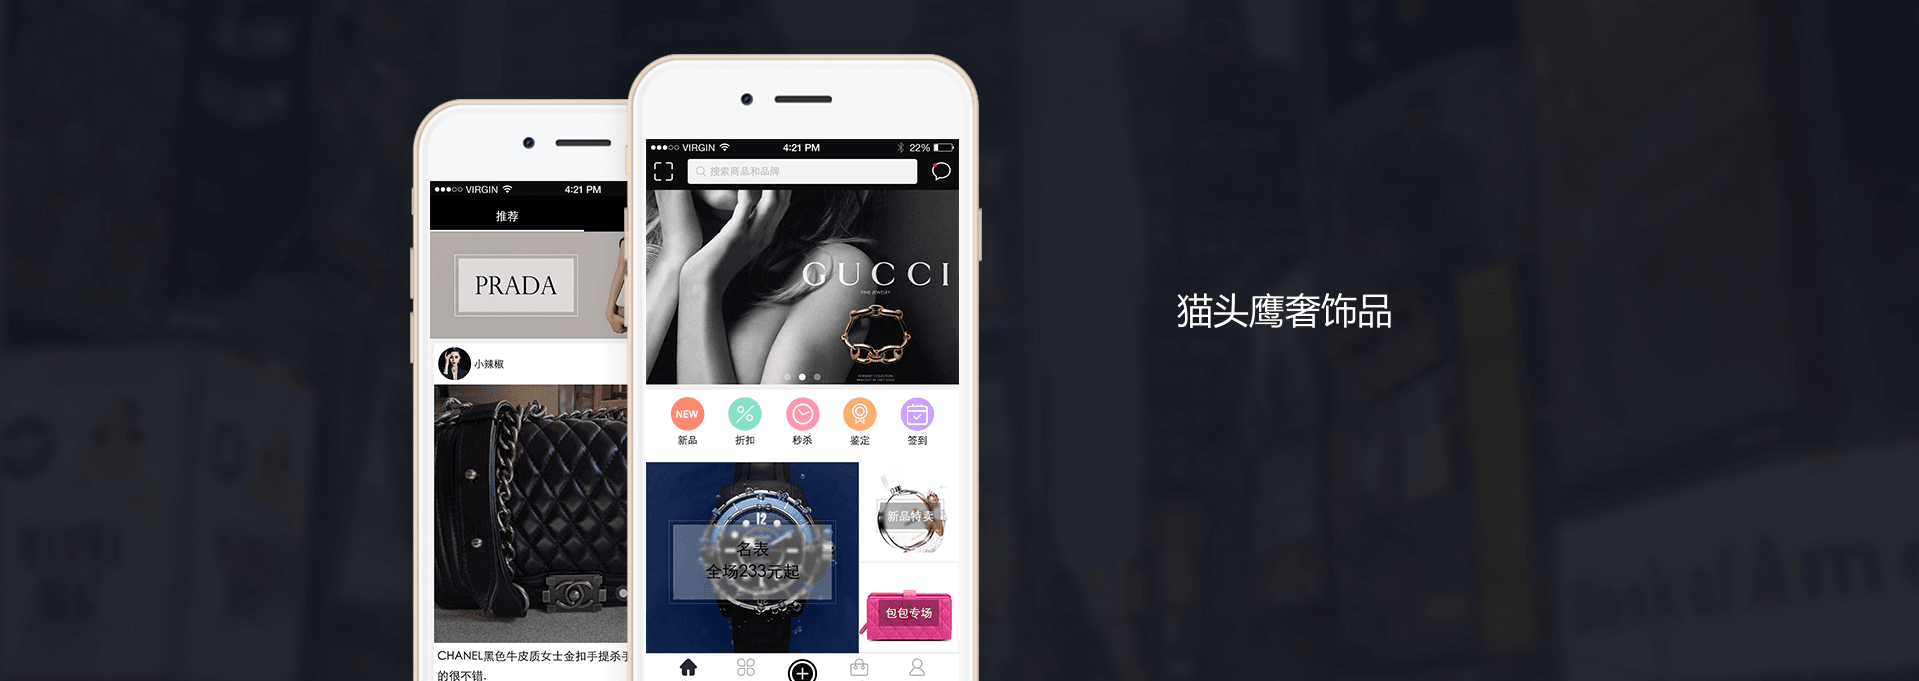 VIRGIN
4:21 PM
推荐
PRADA
小辣椒
CHANEL黑色牛皮质女士金扣手提杀手
的很不错.
VIRGIN
4:21 PM
22%
搜索商品和品牌
GUCCI
FINE JEWELRY
NEW
新品
折扣
秒杀
鉴定
签到
12
名表
全场233元起
新品特卖
包包专场
猫头鹰奢饰品